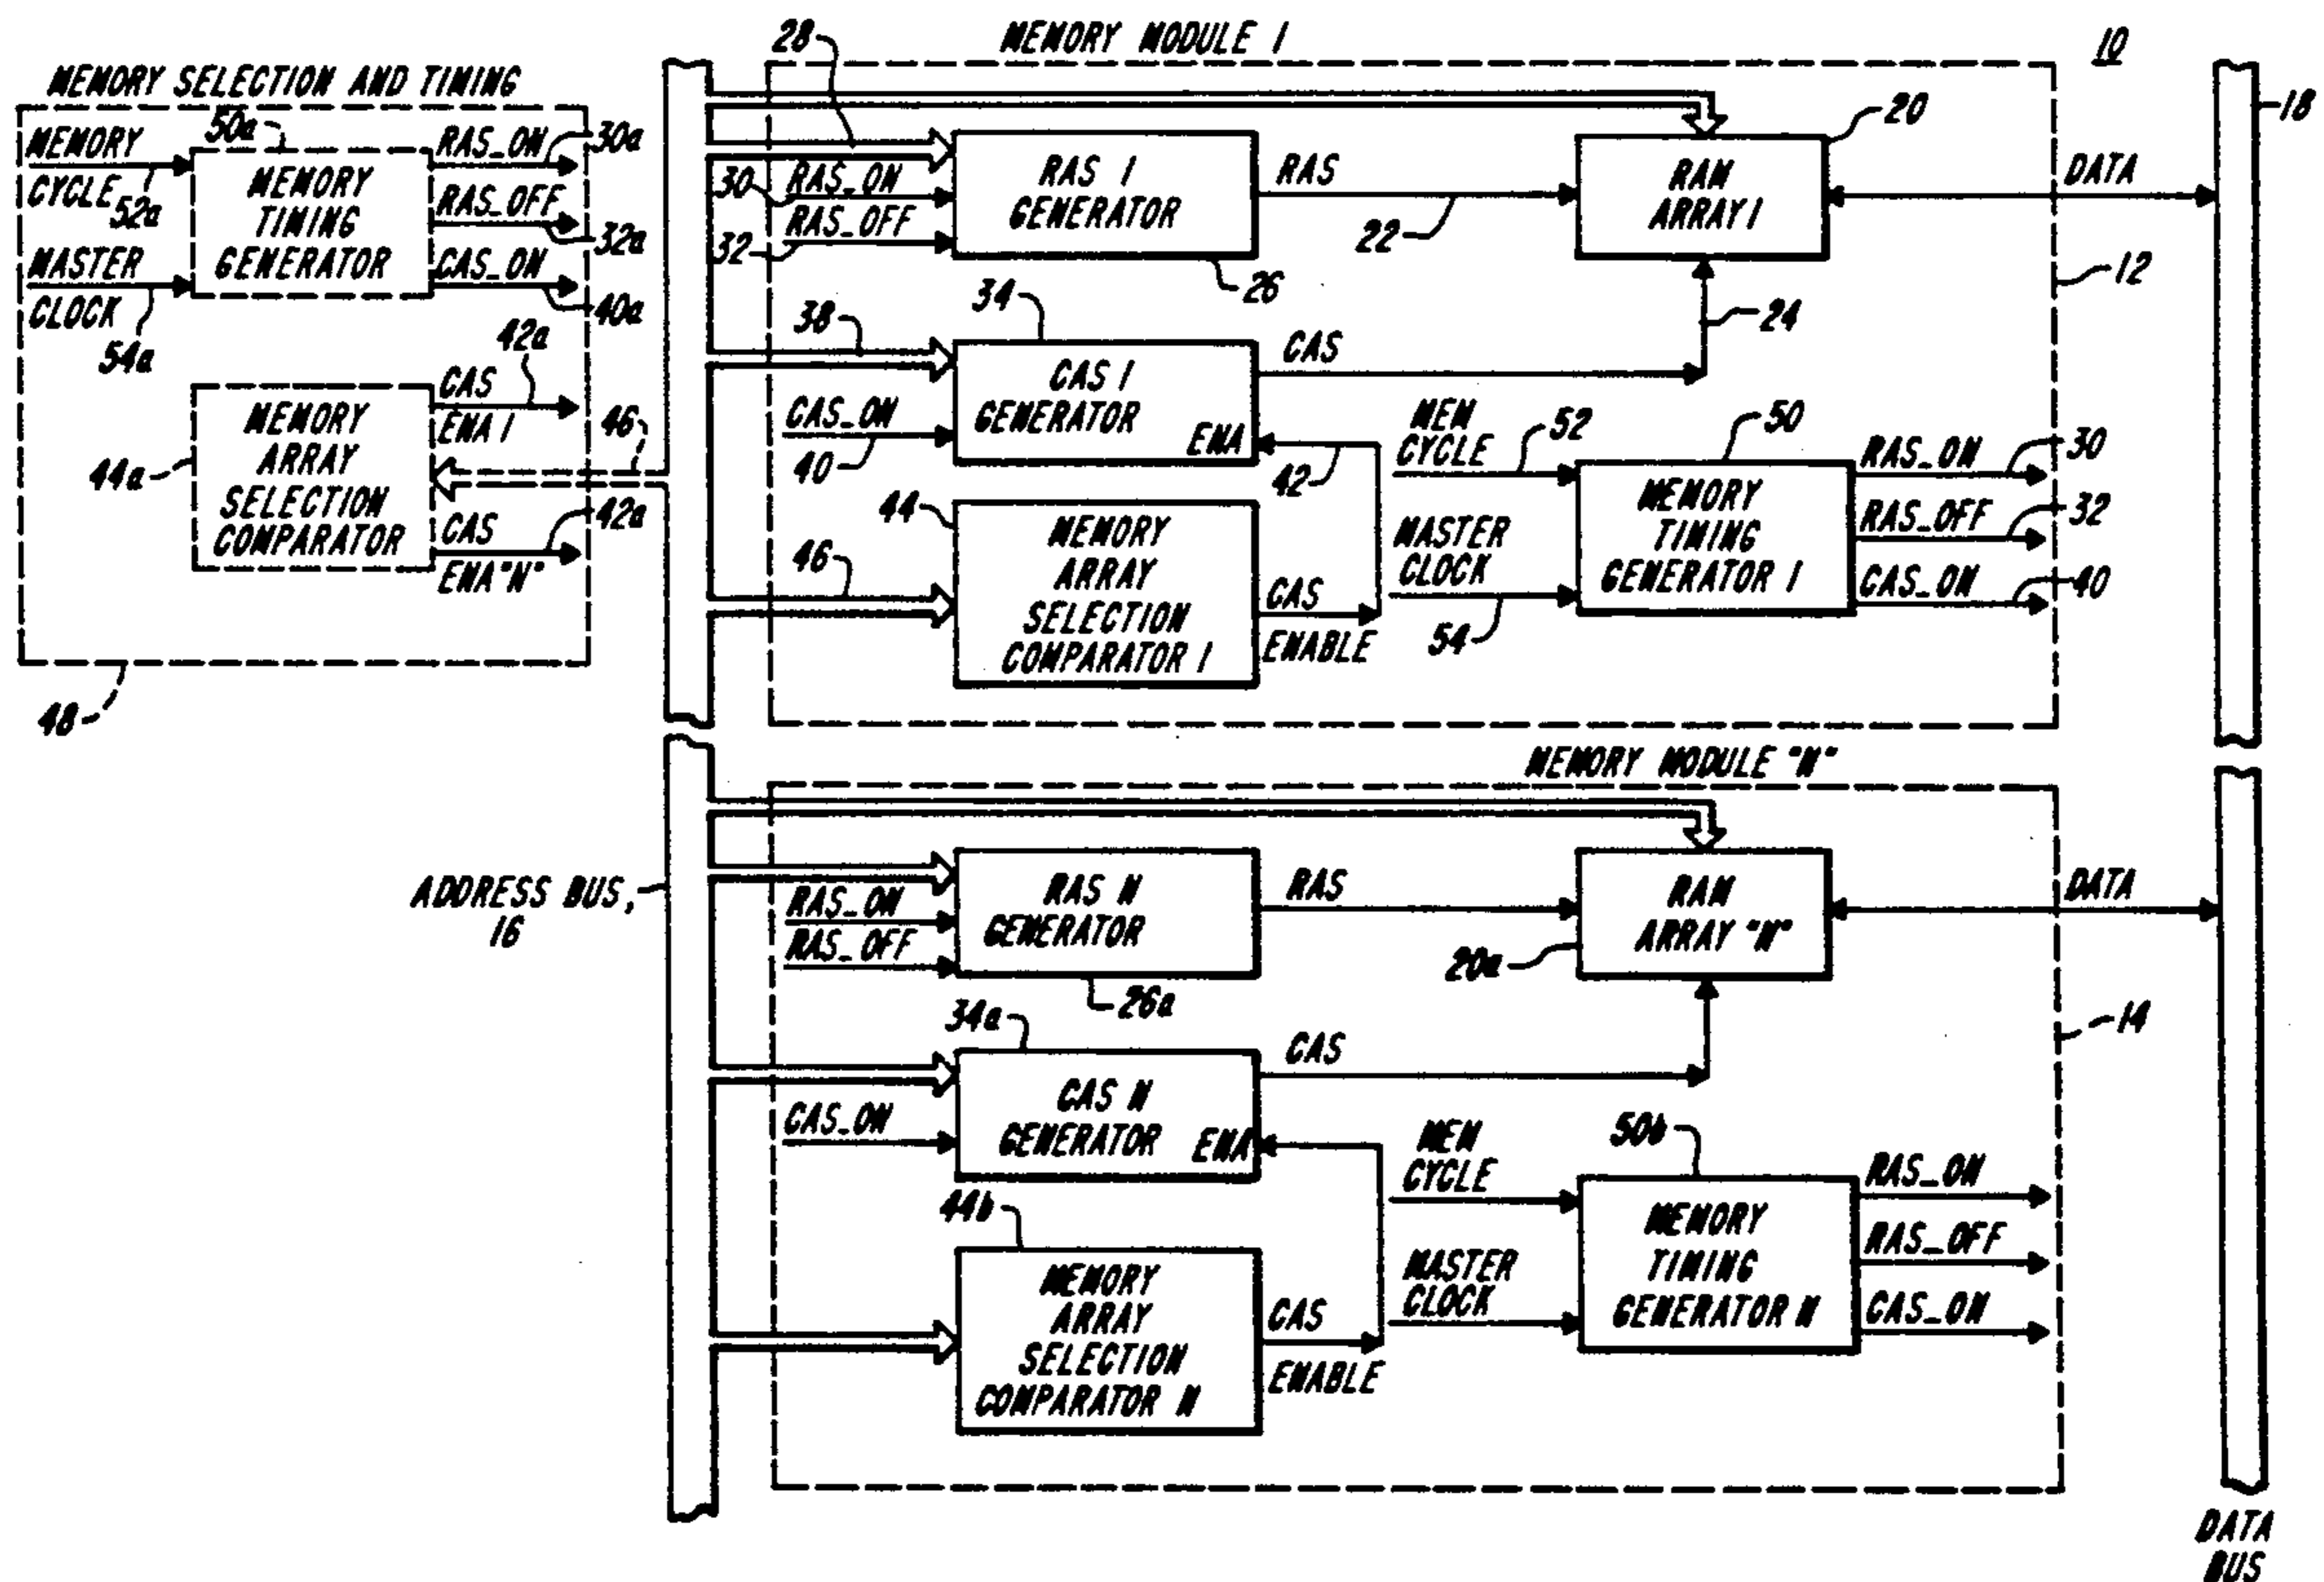 MEMORY SELECTION AND TIMING
50a
MEMORY
CYCLE
52a
MASTER
CLOCK
54a
MEMORY
TIMING
GENERATOR
RAS_ON
30a
RAS_OFF
32a
CAS_ON
40a
44a
MEMORY
ARRAY
SELECTION
COMPARATOR
CAS
ENA 1
42a
46
CAS
ENA "N"
42a
48
MEMORY MODULE 1
10
12
18
28
30
RAS_ON
32
RAS_OFF
RAS 1
GENERATOR
26
RAS
22
RAM
ARRAY 1
20
DATA
24
38
34
CAS_ON
40
CAS 1
GENERATOR
ENA
CAS
42
44
46
MEMORY
ARRAY
SELECTION
COMPARATOR 1
CAS
ENABLE
MEM
CYCLE
52
MASTER
CLOCK
54
50
MEMORY
TIMING
GENERATOR 1
RAS_ON
30
RAS_OFF
32
CAS_ON
40
ADDRESS BUS,
16
MEMORY MODULE "N"
14
RAS_ON
RAS_OFF
RAS N
GENERATOR
26a
RAS
RAM
ARRAY "N"
20a
DATA
34a
CAS_ON
CAS N
GENERATOR
ENA
CAS
44b
MEMORY
ARRAY
SELECTION
COMPARATOR N
CAS
ENABLE
MEM
CYCLE
MASTER
CLOCK
50b
MEMORY
TIMING
GENERATOR N
RAS_ON
RAS_OFF
CAS_ON
DATA
BUS